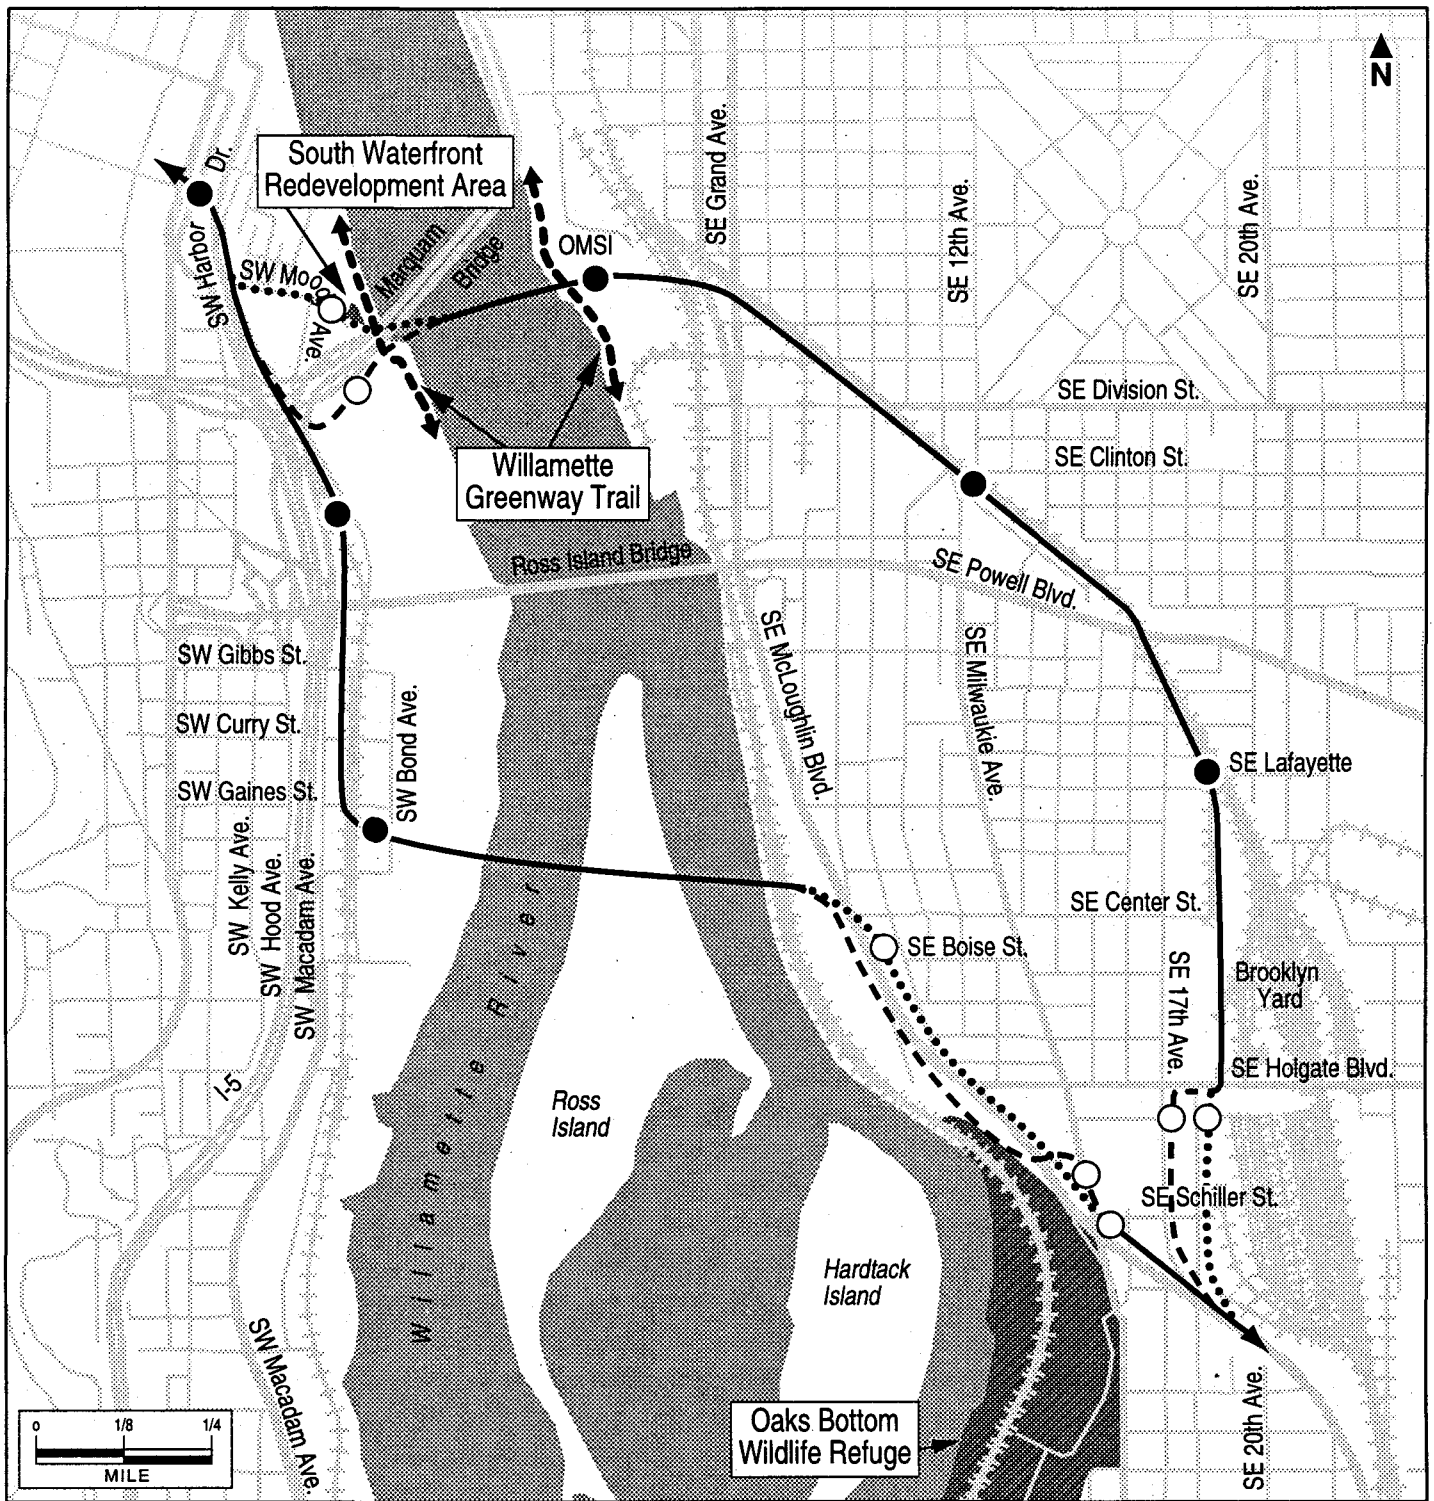 N
SW Harbor Dr.
South Waterfront
Redevelopment Area
SE Grand Ave.
SE 12th Ave.
SE 20th Ave.
Marquam
Bridge
OMSI
SW Moody
Ave.
SE Division St.
SE Clinton St.
Willamette
Greenway Trail
Ross Island Bridge
SE Powell Blvd.
SE McLoughlin Blvd.
SE Milwaukie Ave.
SW Gibbs St.
SW Curry St.
SW Gaines St.
SW Bond Ave.
SE Lafayette
SW Kelly Ave.
SW Hood Ave.
SW Macadam Ave.
SE Center St.
SE Boise St.
SE 17th Ave.
Brooklyn
Yard
Willamette River
SE Holgate Blvd.
I-5
Ross
Island
SE Schiller St.
Hardtack
Island
SW Macadam Ave.
Oaks Bottom
Wildlife Refuge
SE 20th Ave.
0 1/8 1/4
MILE